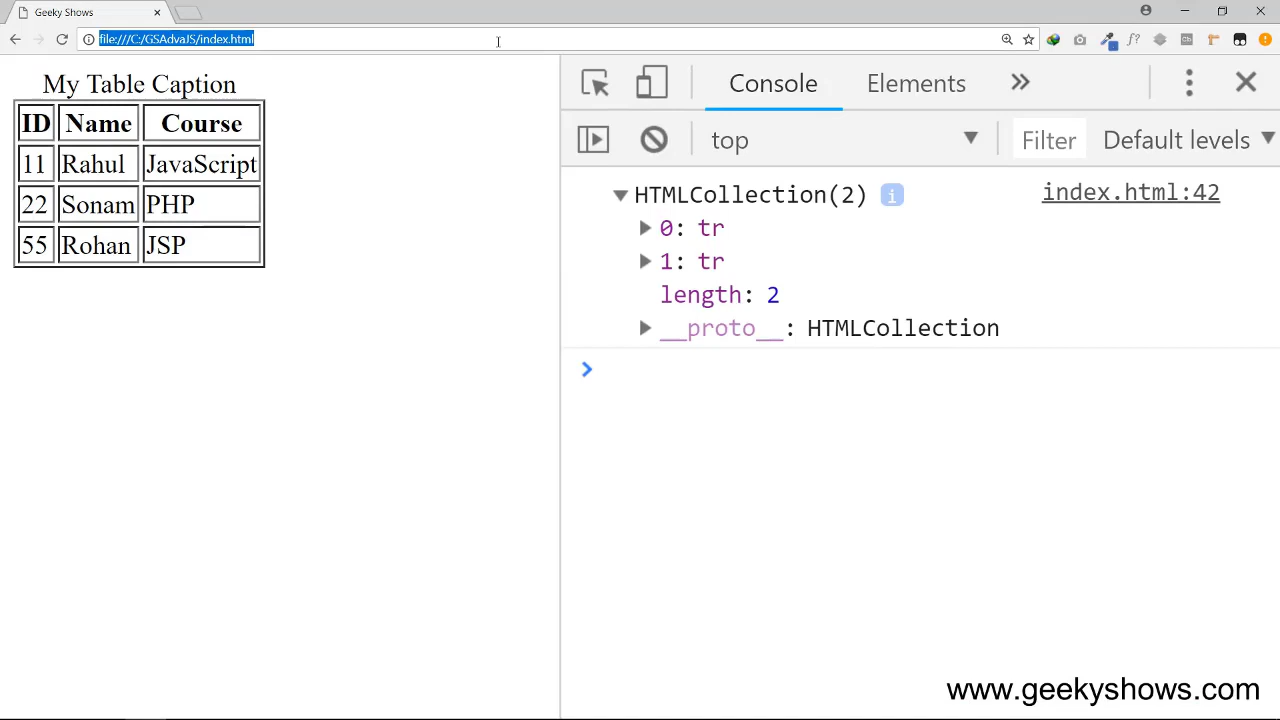 Geeky Shows
file:///C:/GSAdvaJS/index.html
My Table Caption
ID Name Course
11 Rahul JavaScript
22 Sonam PHP
55 Rohan JSP
Console Elements
top Filter Default levels
HTMLCollection(2) i index.html:42
0: tr
1: tr
length: 2
__proto__: HTMLCollection
www.geekyshows.com